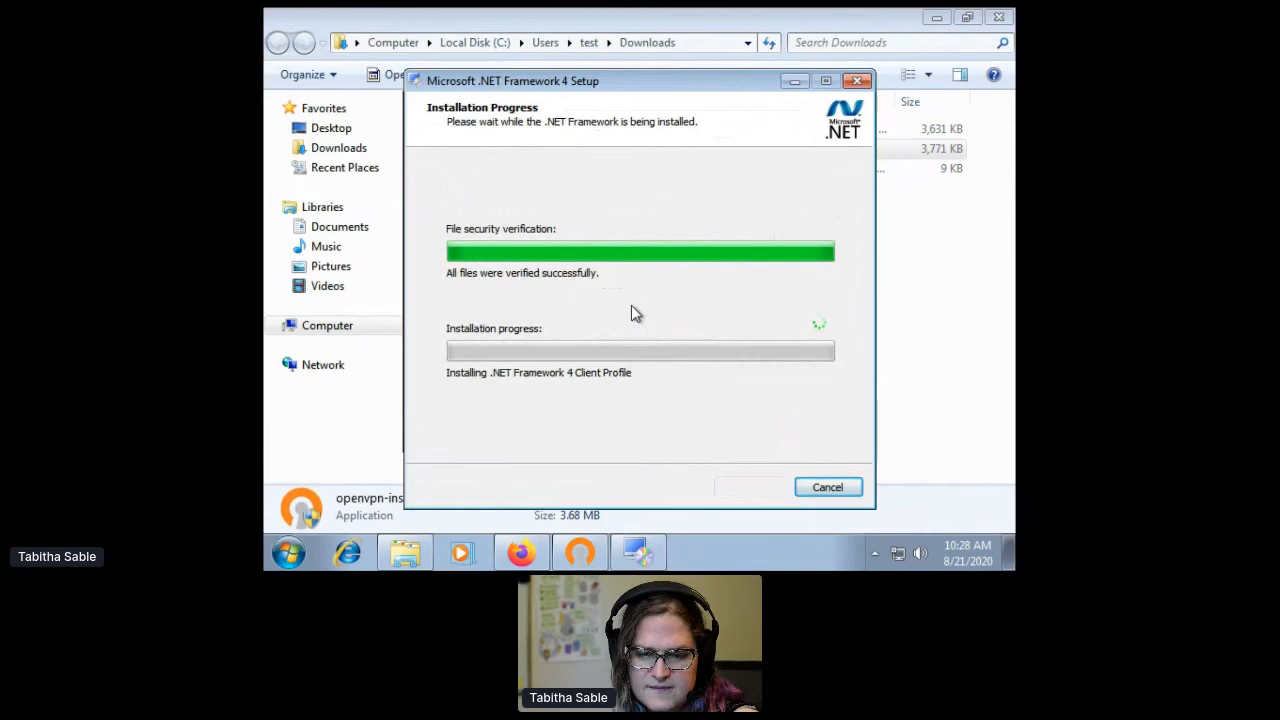 Computer
Local Disk (C:)
Users
test
Downloads
Search Downloads
Organize
Ope
Microsoft .NET Framework 4 Setup
Size
Favorites
Desktop
Downloads
Recent Places
Installation Progress
Please wait while the .NET Framework is being installed.
Microsoft®
.NET
... 3,631 KB
3,771 KB
... 9 KB
Libraries
Documents
Music
Pictures
Videos
Computer
Network
File security verification:
All files were verified successfully.
Installation progress:
Installing .NET Framework 4 Client Profile
Cancel
openvpn-ins
Application
Size: 3.68 MB
10:28 AM
8/21/2020
Tabitha Sable
Tabitha Sable